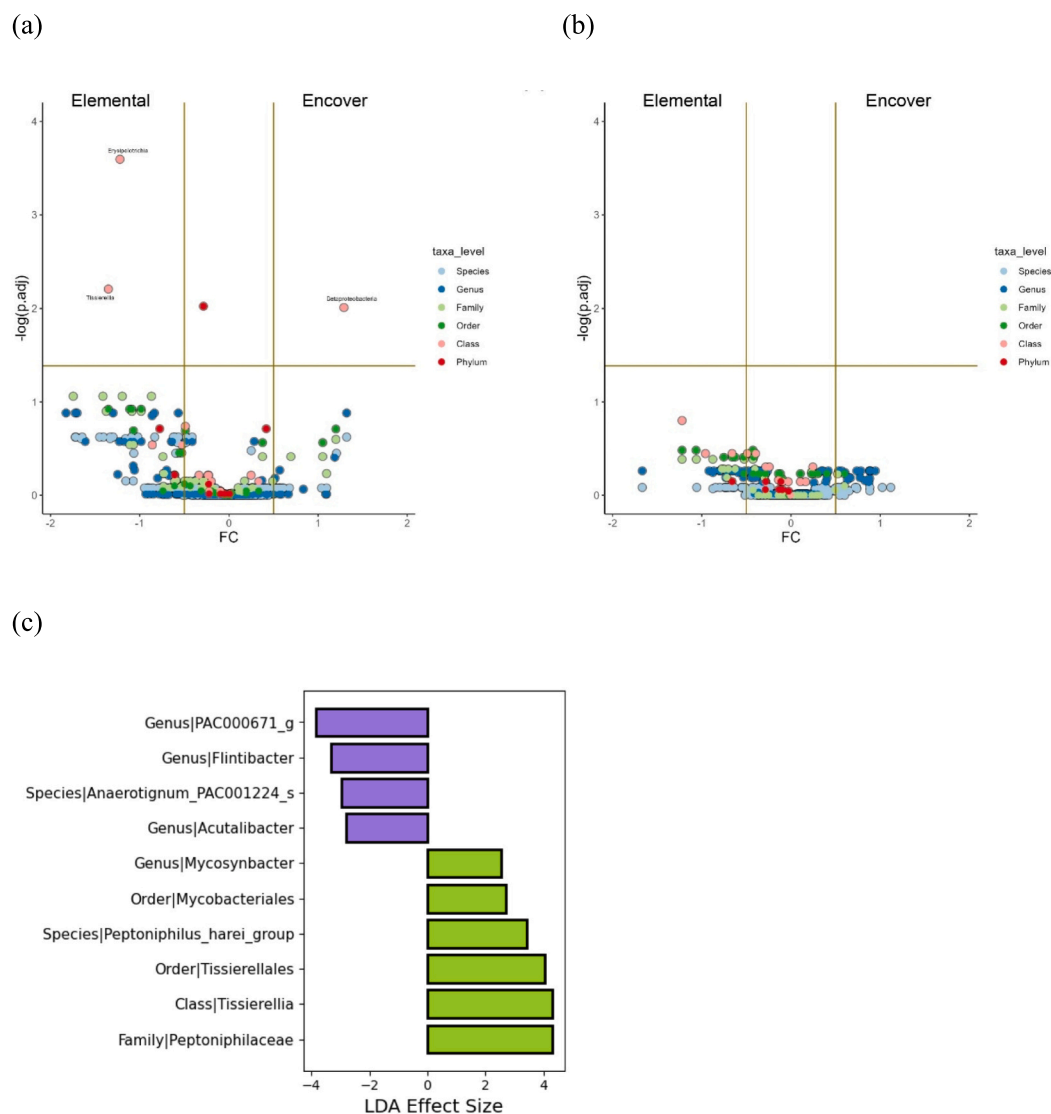 (a)
(b)
Elemental
Encover
4
3
2
1
0
-2
-1
0
1
2
-log(p.adj)
FC
Erysipelotrichia
Tissierellia
Betaproteobacteria
taxa_level
Species
Genus
Family
Order
Class
Phylum
Elemental
Encover
4
3
2
1
0
-2
-1
0
1
2
-log(p.adj)
FC
taxa_level
Species
Genus
Family
Order
Class
Phylum
(c)
Genus|PAC000671_g
Genus|Flintibacter
Species|Anaerotignum_PAC001224_s
Genus|Acutalibacter
Genus|Mycosynbacter
Order|Mycobacteriales
Species|Peptoniphilus_harei_group
Order|Tissierellales
Class|Tissierellia
Family|Peptoniphilaceae
−4
−2
0
2
4
LDA Effect Size